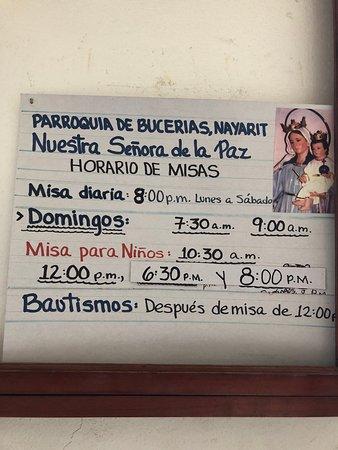 PARROQUIA DE BUCERIAS, NAYARIT
Nuestra Señora de la Paz
HORARIO DE MISAS
Misa diaria: 8:00 p.m. Lunes a Sábado
> Domingos: 7:30 a.m. 9:00 a.m.
Misa para Niños: 10:30 a.m.
12:00 p.m., 6:30 P.M. y 8:00 P.M.
Bautismos: Después de misa de 12:00 p